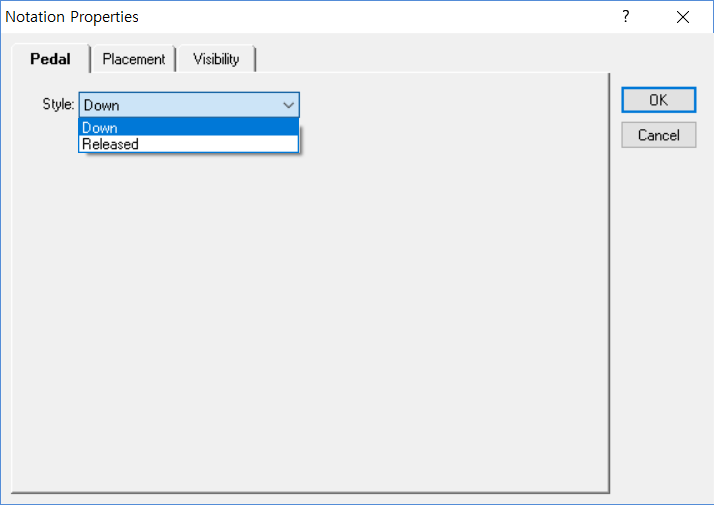 Notation Properties ?
Pedal Placement Visibility
Style: Down
Down
Released
OK
Cancel